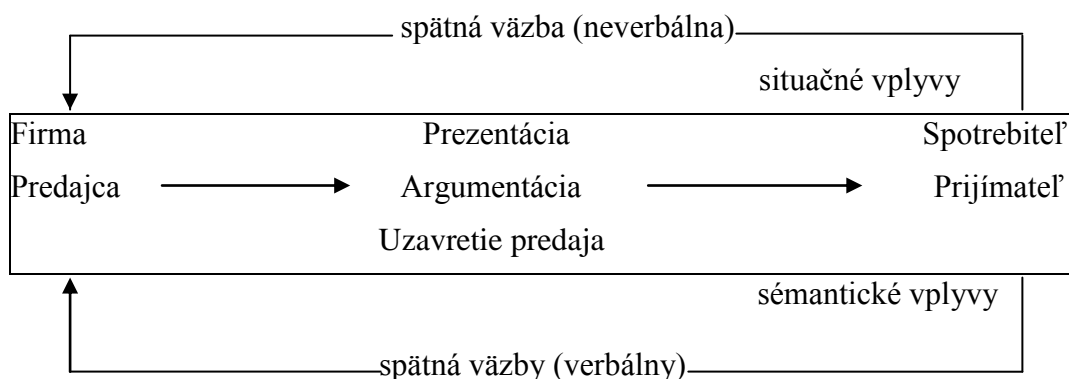 spätná väzba (neverbálna)
situačné vplyvy
Firma Prezentácia Spotrebiteľ
Predajca Argumentácia Prijímateľ
Uzavretie predaja
sémantické vplyvy
spätná väzby (verbálny)